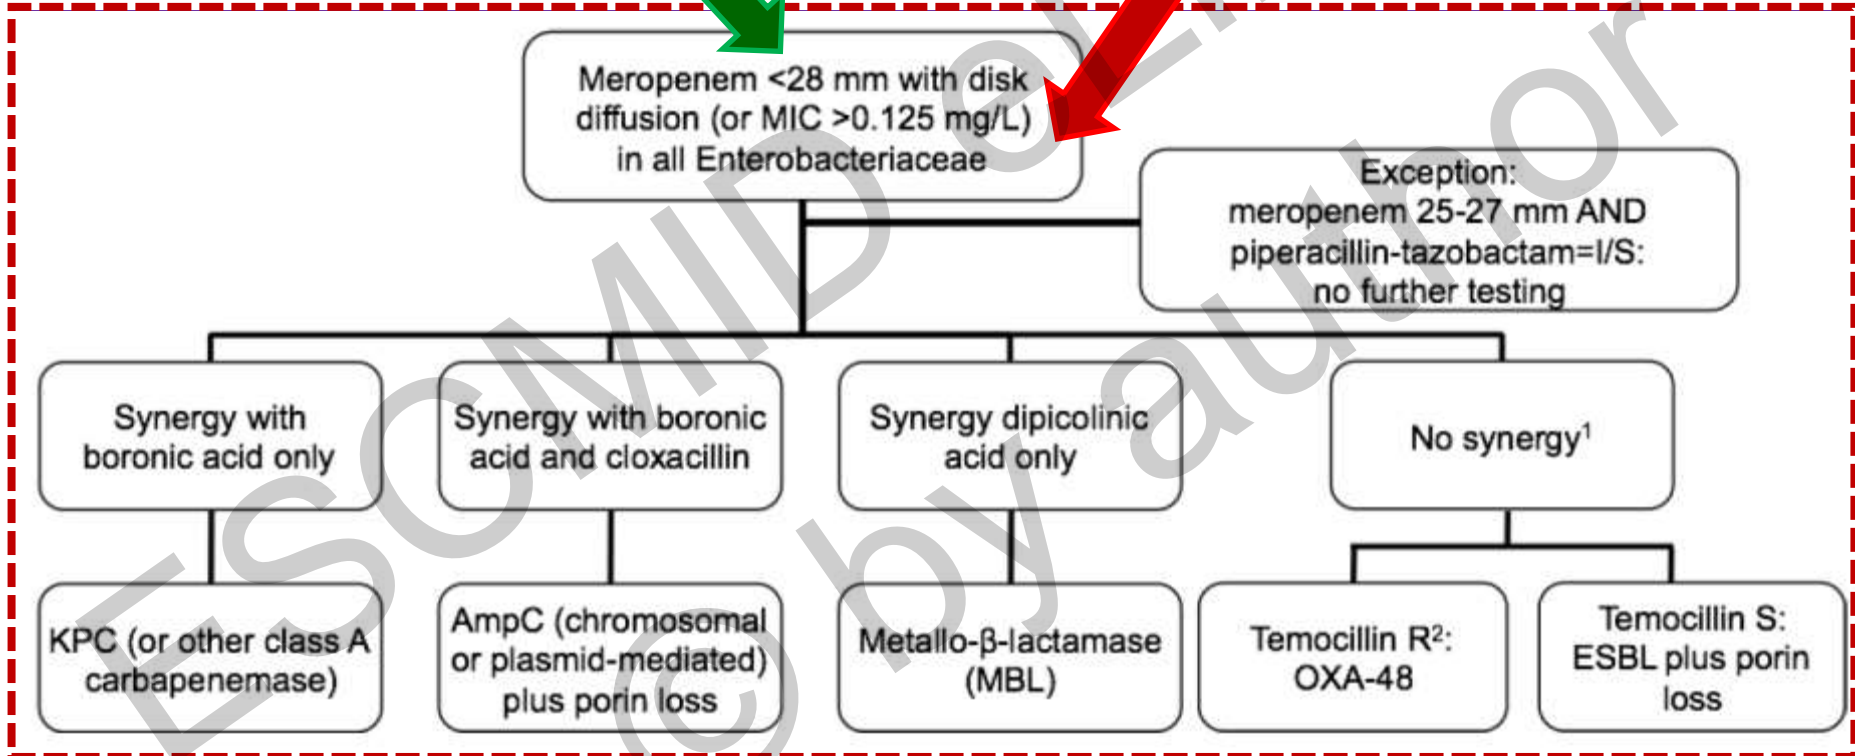 Meropenem <28 mm with disk
diffusion (or MIC >0.125 mg/L)
in all Enterobacteriaceae
Exception:
meropenem 25-27 mm AND
piperacillin-tazobactam=I/S:
no further testing
Synergy with
boronic acid only
Synergy with boronic
acid and cloxacillin
Synergy dipicolinic
acid only
No synergy¹
KPC (or other class A
carbapenemase)
AmpC (chromosomal
or plasmid-mediated)
plus porin loss
Metallo-β-lactamase
(MBL)
Temocillin R²:
OXA-48
Temocillin S:
ESBL plus porin
loss
ESCMID
© by author